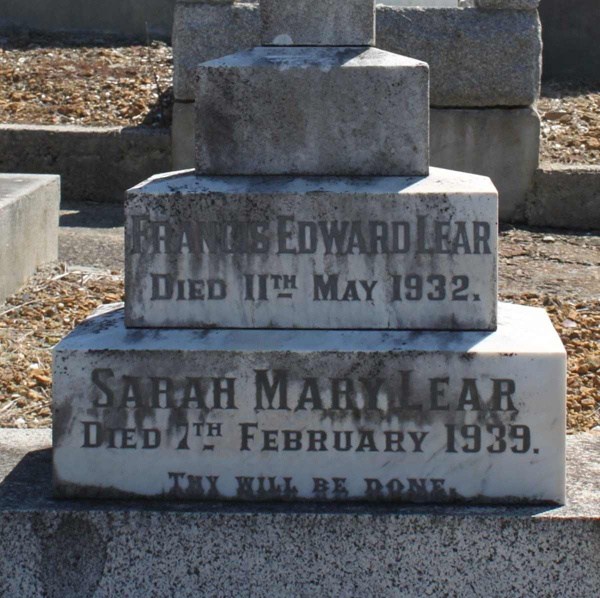 Francis Edward Lear
Died 11th May 1932.
Sarah Mary Lear
Died 7th February 1939.
Thy will be done.